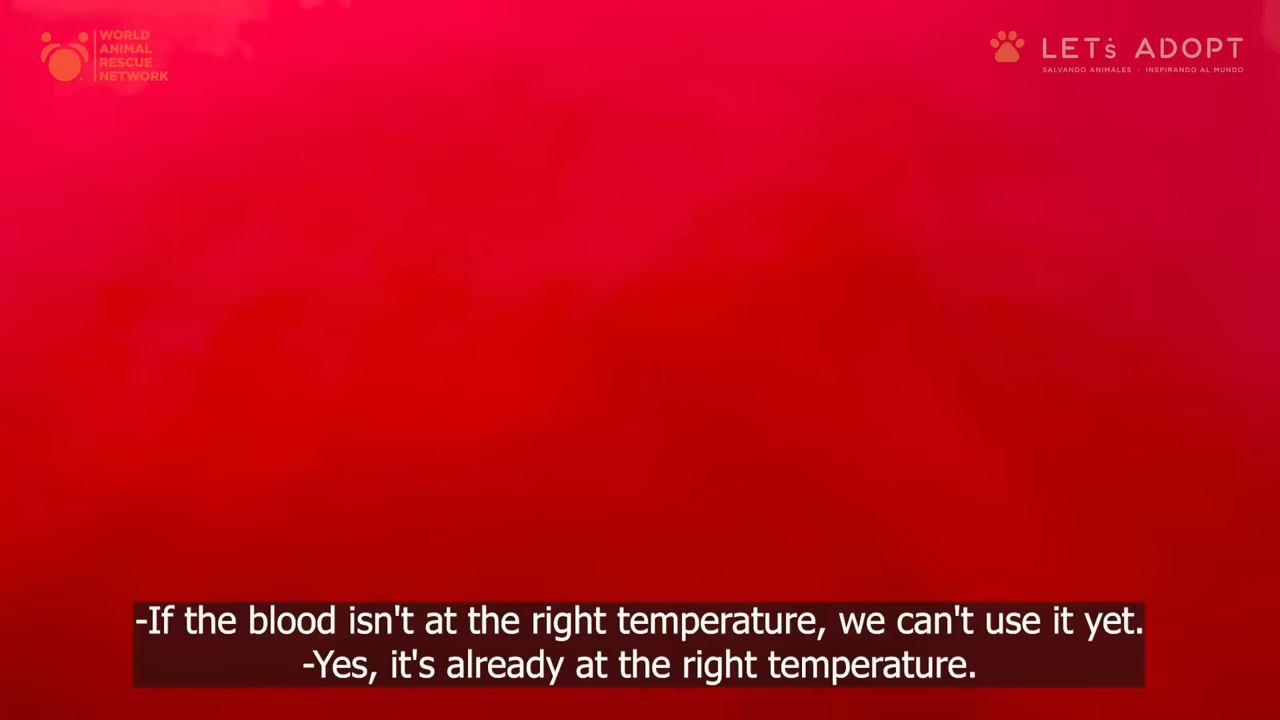 WORLD
ANIMAL
RESCUE
NETWORK
LET's ADOPT
SALVANDO ANIMALES · INSPIRANDO AL MUNDO
-If the blood isn't at the right temperature, we can't use it yet.
-Yes, it's already at the right temperature.